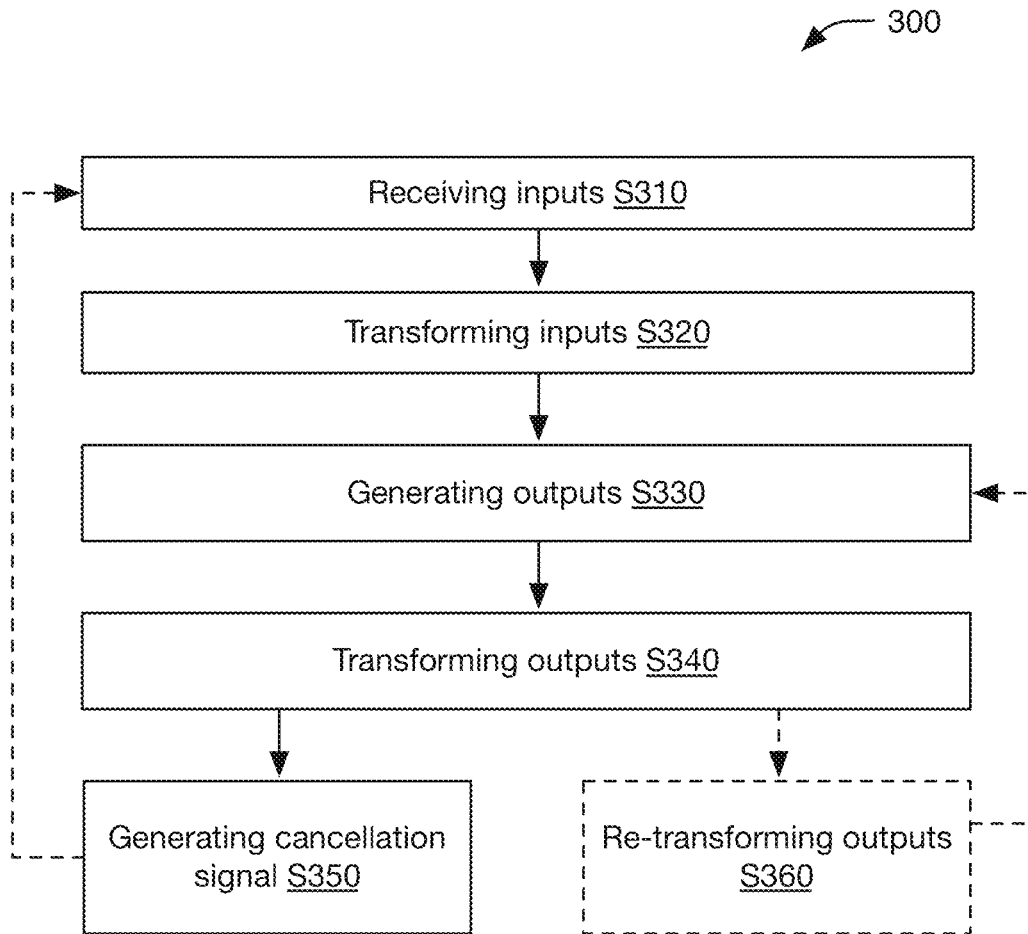 300
Receiving inputs S310
Transforming inputs S320
Generating outputs S330
Transforming outputs S340
Generating cancellation
signal S350
Re-transforming outputs
S360